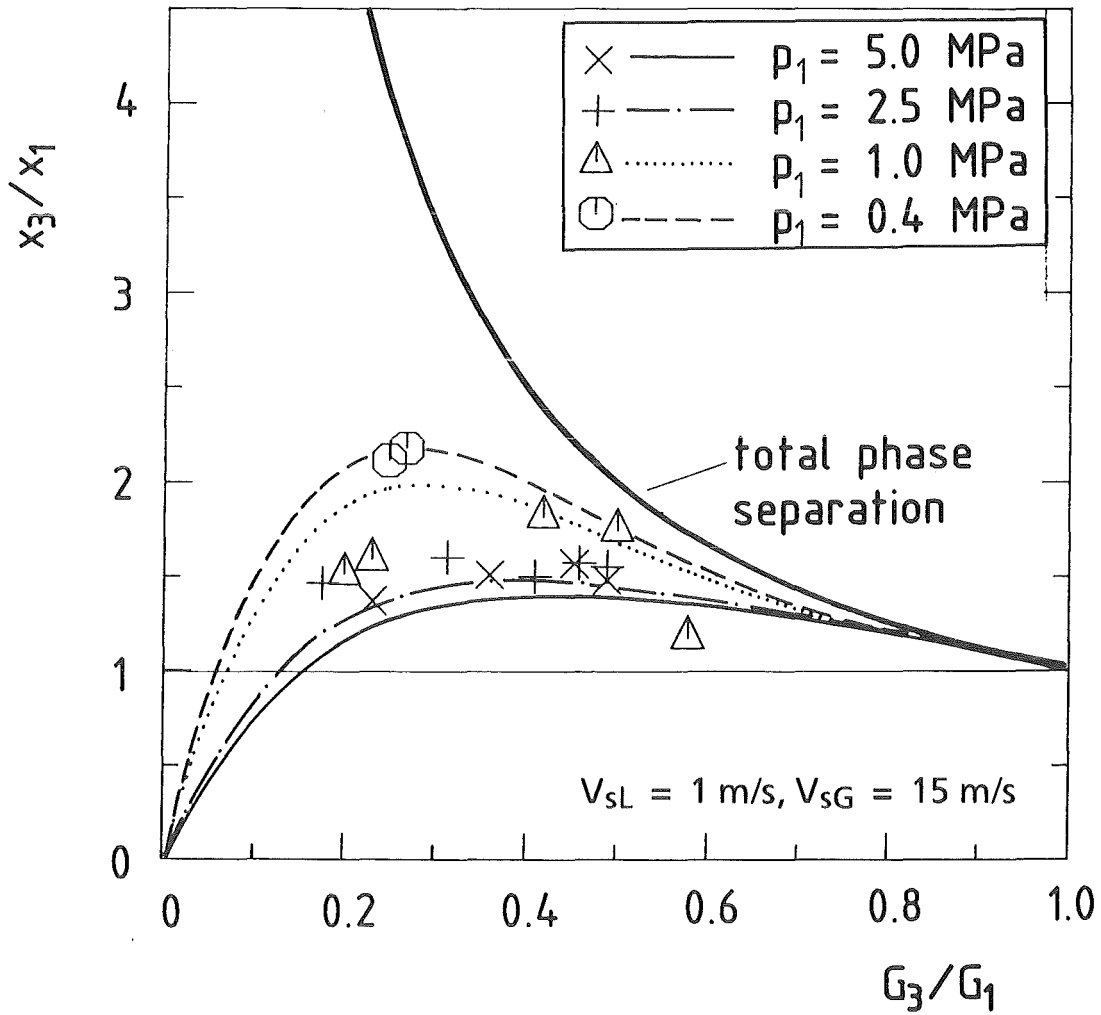 4
3
2
1
0
x₃/x₁
p₁ = 5.0 MPa
p₁ = 2.5 MPa
p₁ = 1.0 MPa
p₁ = 0.4 MPa
total phase
separation
VsL = 1 m/s, VsG = 15 m/s
0 0.2 0.4 0.6 0.8 1.0
G₃/G₁